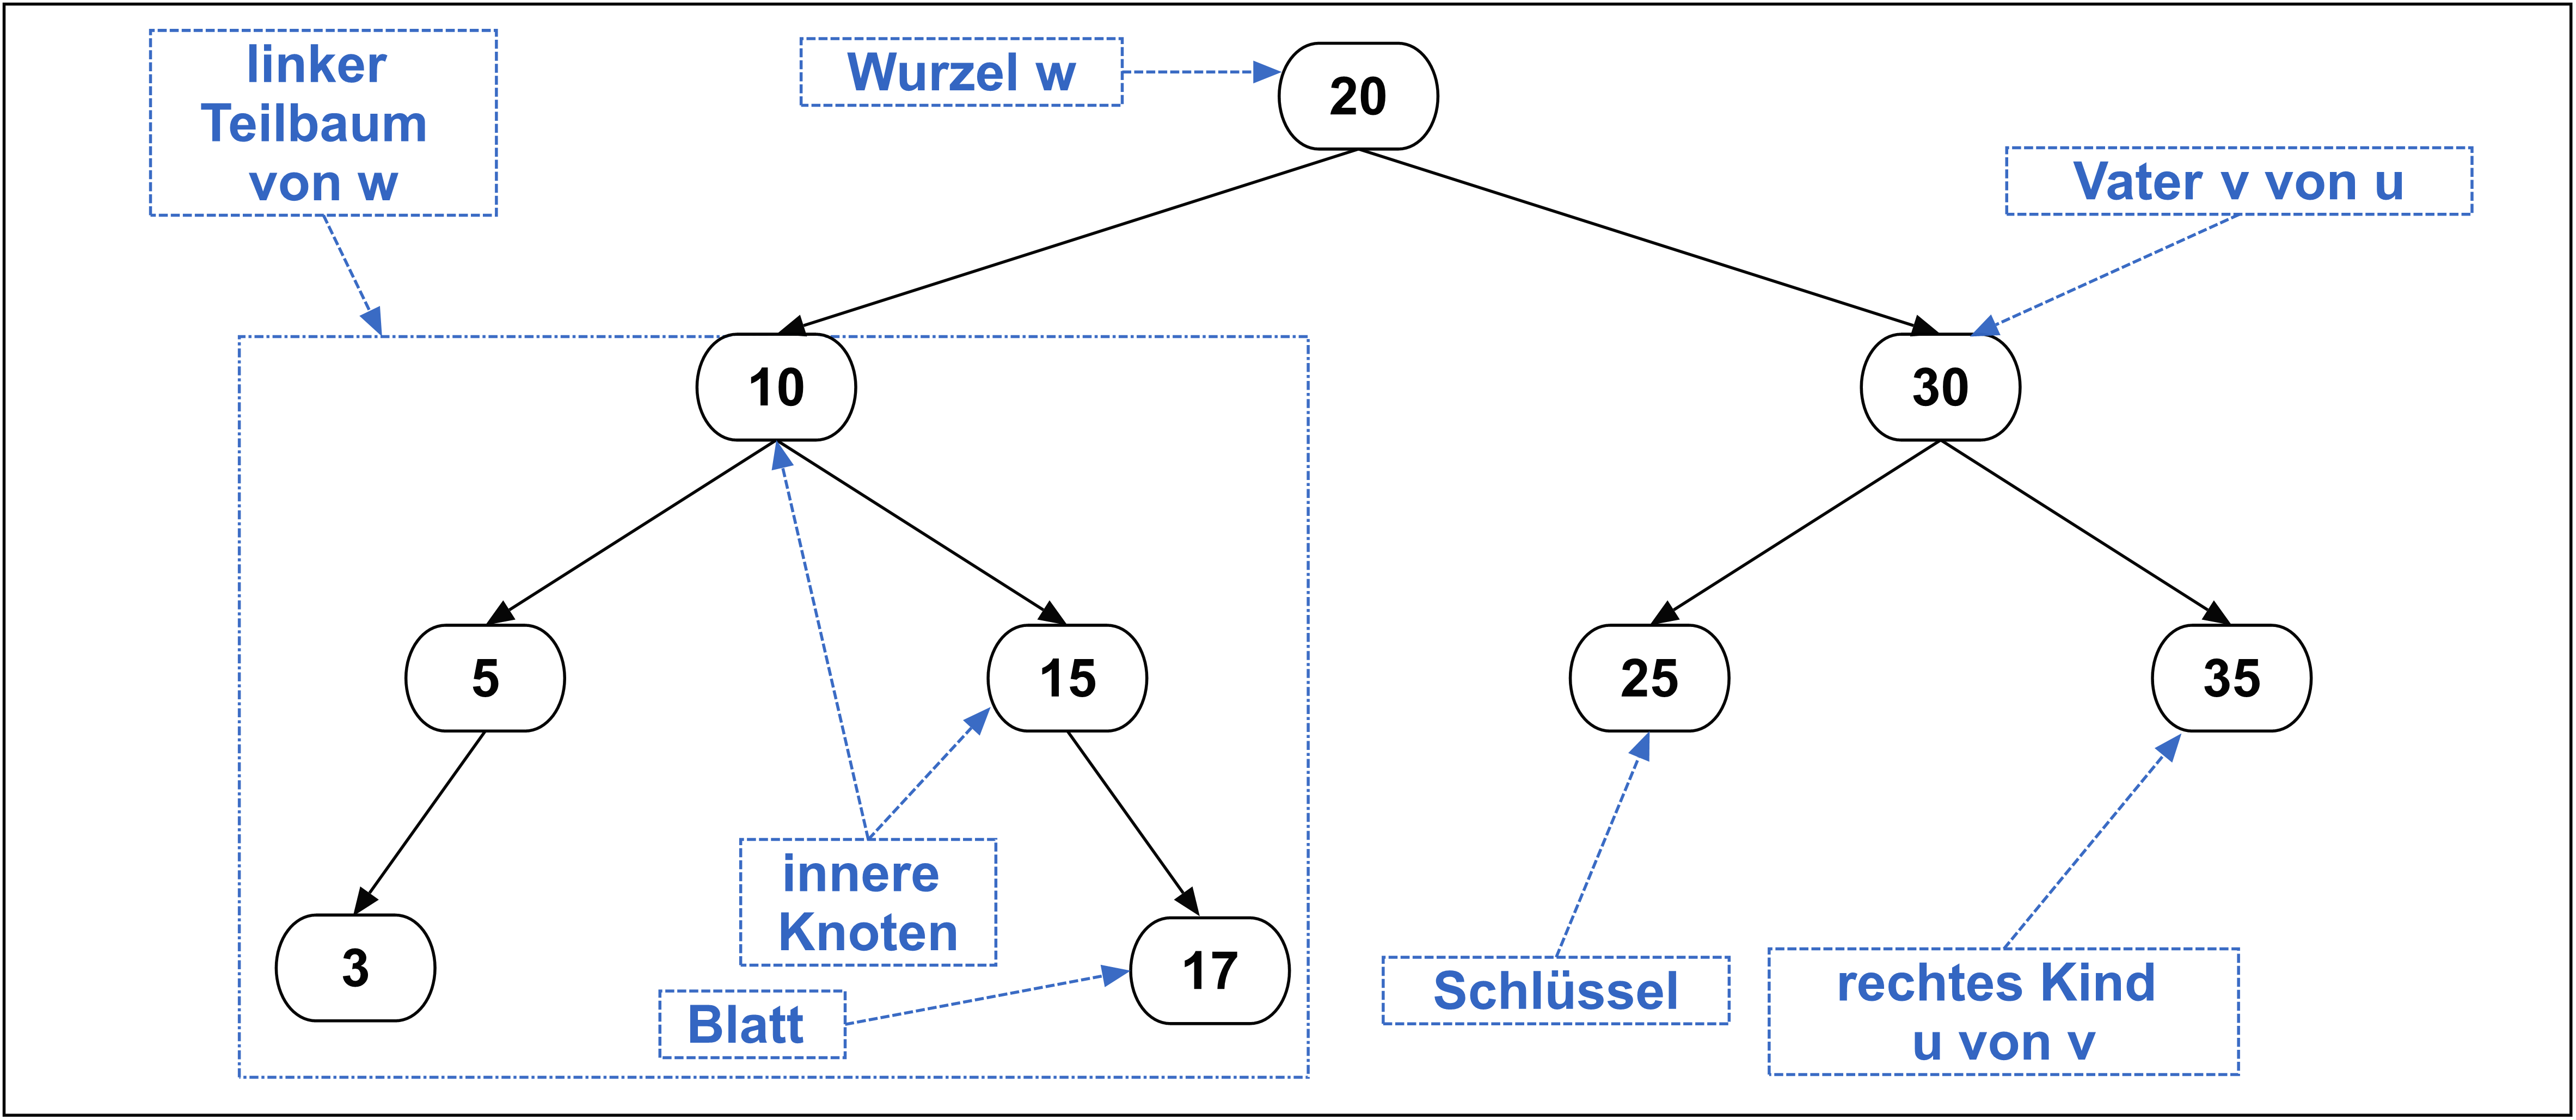 linker
Teilbaum
von w
Wurzel w
20
Vater v von u
10
30
5
15
25
35
innere
Knoten
3
17
Blatt
Schlüssel
rechtes Kind
u von v